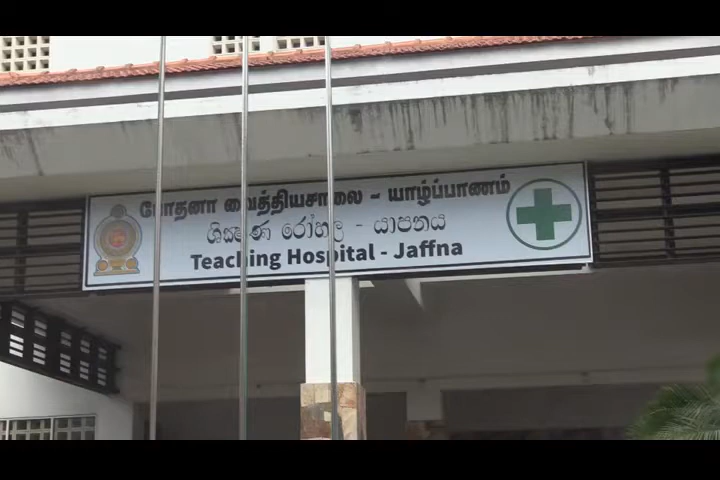 போதனா வைத்தியசாலை - யாழ்ப்பாணம்
ශික්‍ෂණ රෝහල - යාපනය
Teaching Hospital - Jaffna